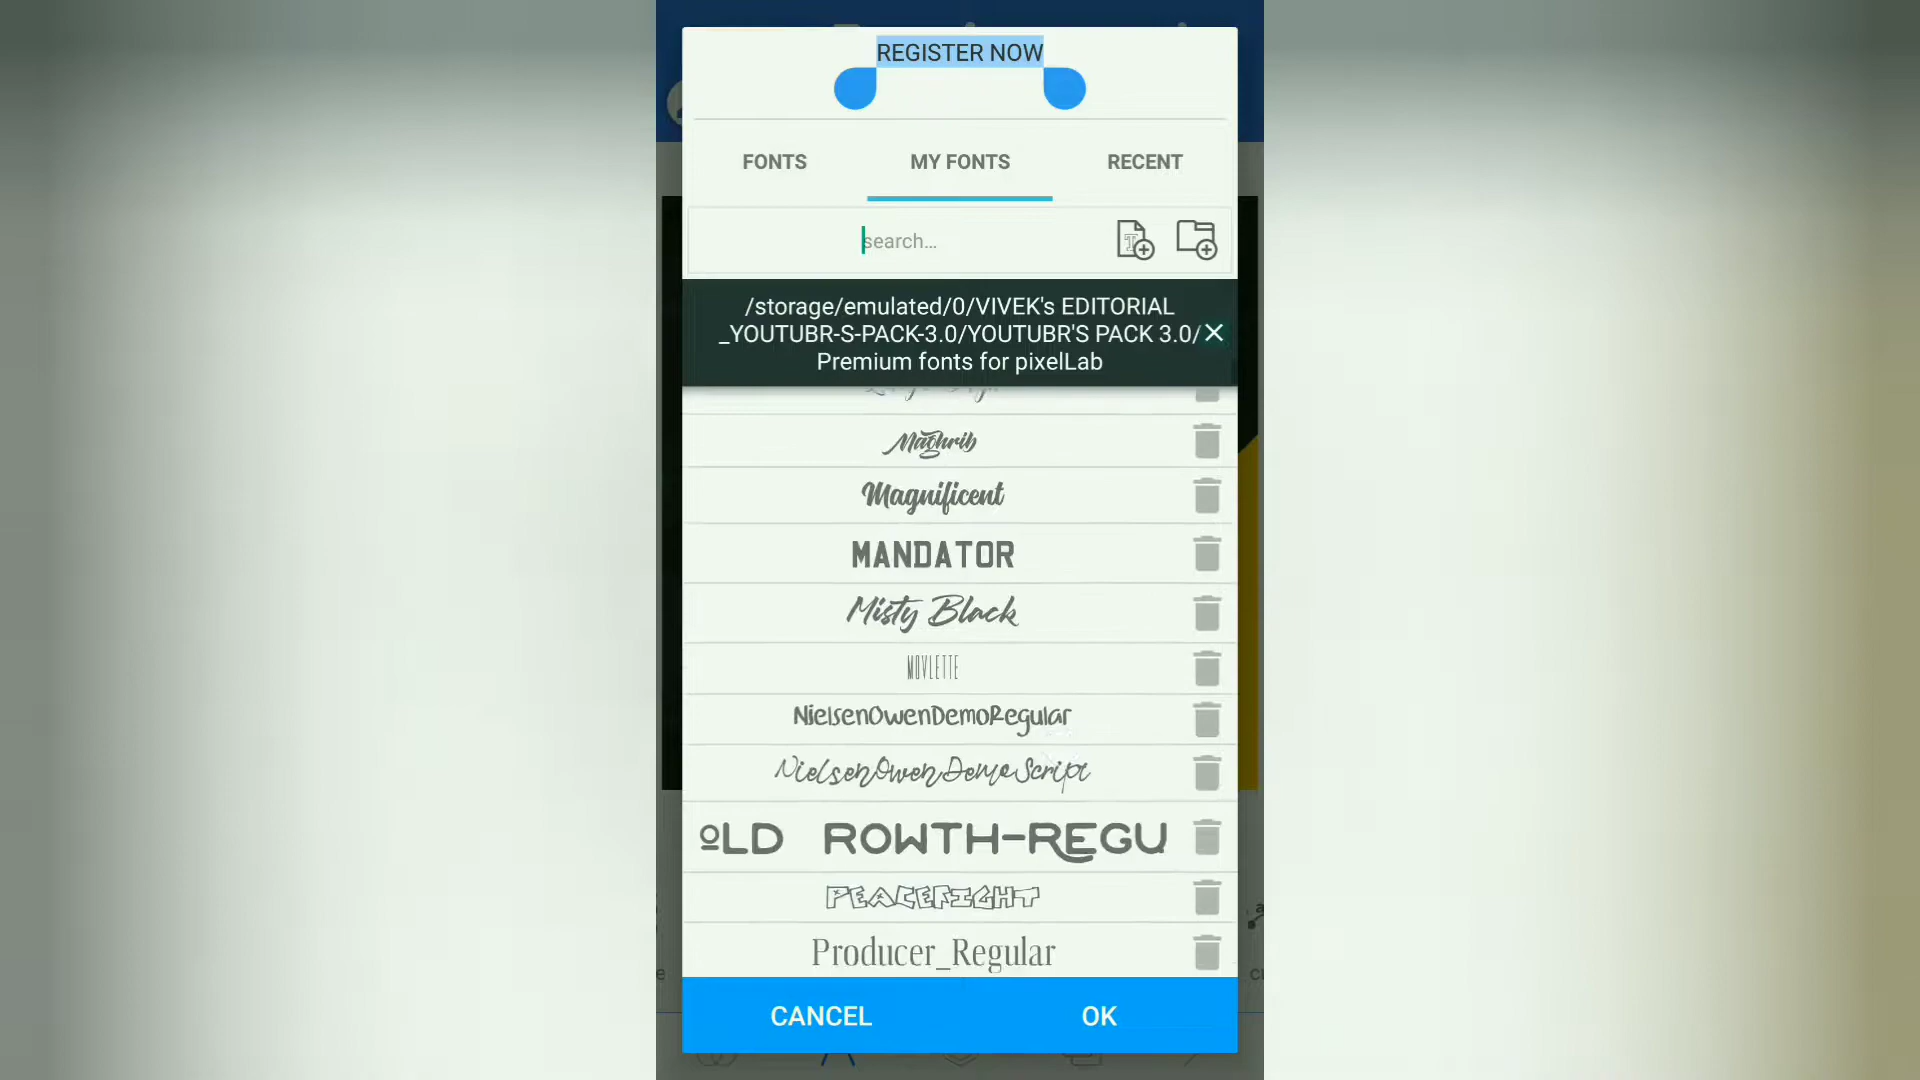 REGISTER NOW
FONTS
MY FONTS
RECENT
search...
/storage/emulated/0/VIVEK's EDITORIAL
_YOUTUBR-S-PACK-3.0/YOUTUBR'S PACK 3.0/
Premium fonts for pixelLab
Maghrib
Magnificent
MANDATOR
Misty Black
MOVLETTE
NielsenOwenDemoRegular
NielsenOwenDemoScript
OLD ROWTH-REGU
PEACEFIGHT
Producer_Regular
CANCEL
OK